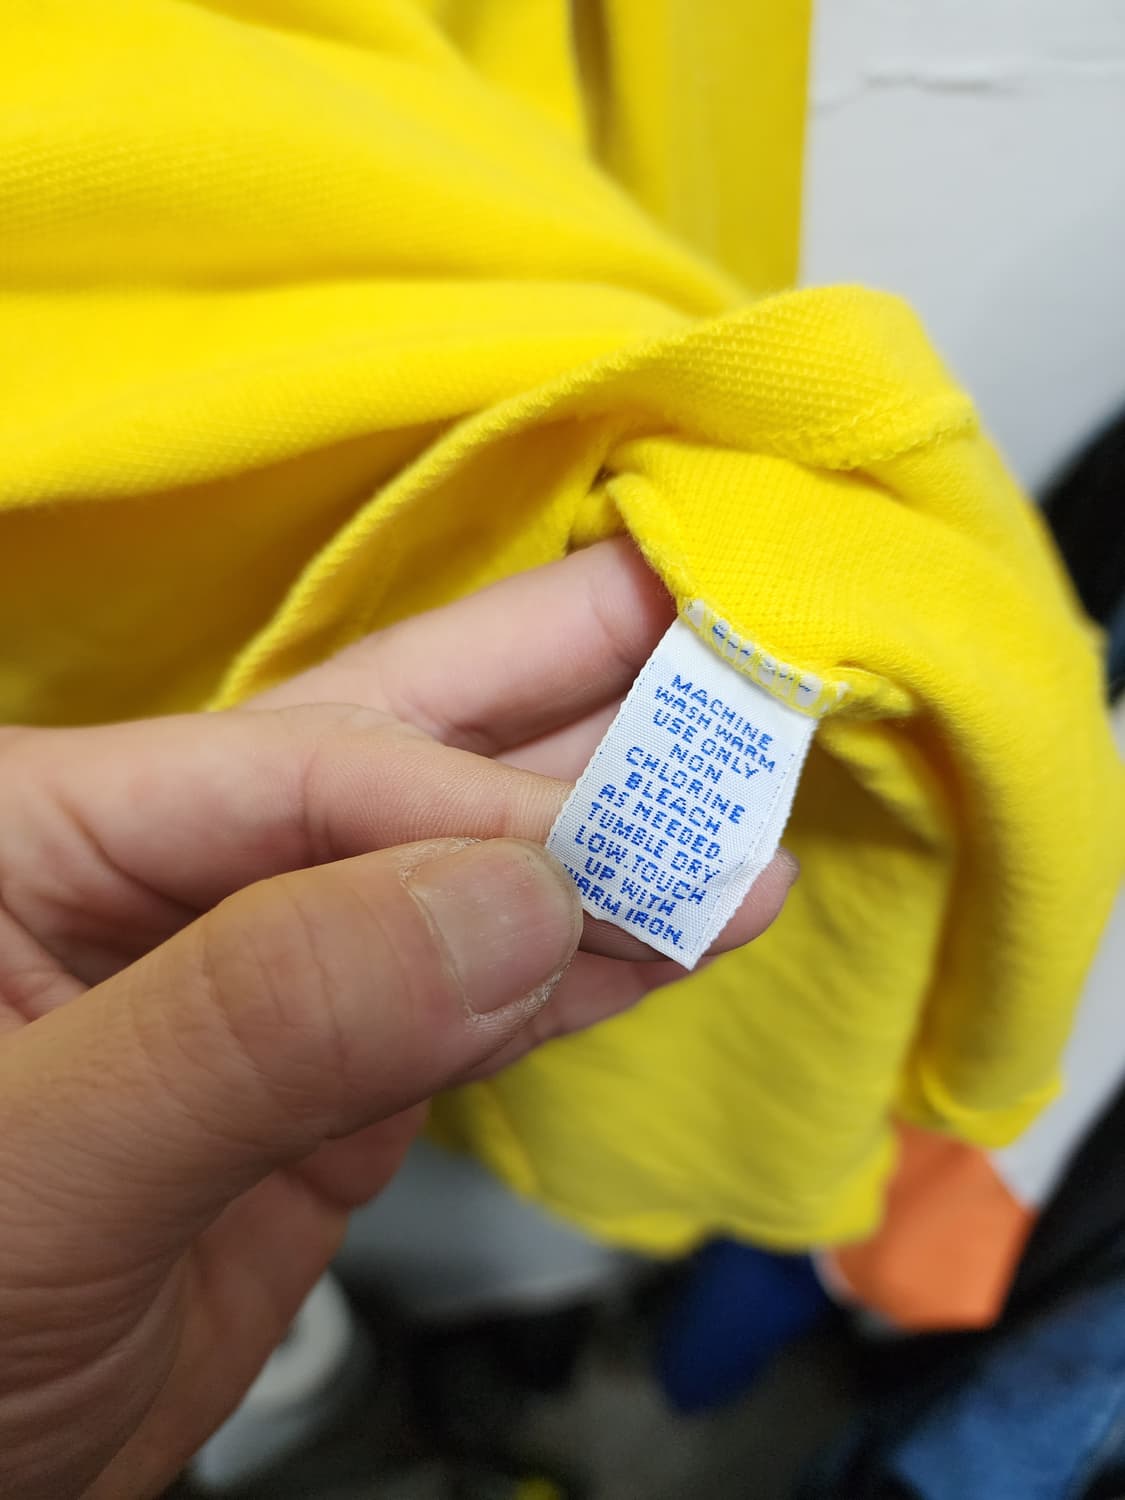 MACHINE
WASH WARM
USE ONLY
NON
CHLORINE
BLEACH
AS NEEDED.
TUMBLE DRY
LOW.TOUCH
UP WITH
WARM IRON.